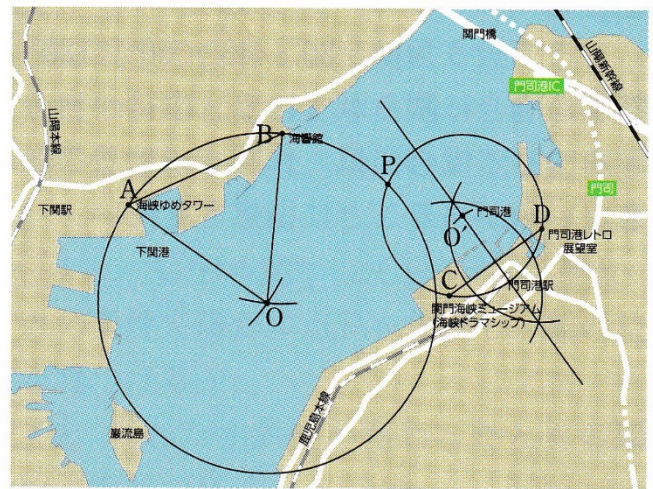 関門橋
山陽新幹線
門司港IC
山陽本線
B
海響館
P
門司
A
海峡ゆめタワー
下関駅
門司港
D
O′
門司港レトロ
展望室
下関港
C
門司港駅
O
関門海峡ミュージアム
(海峡ドラマシップ)
鹿児島本線
巌流島